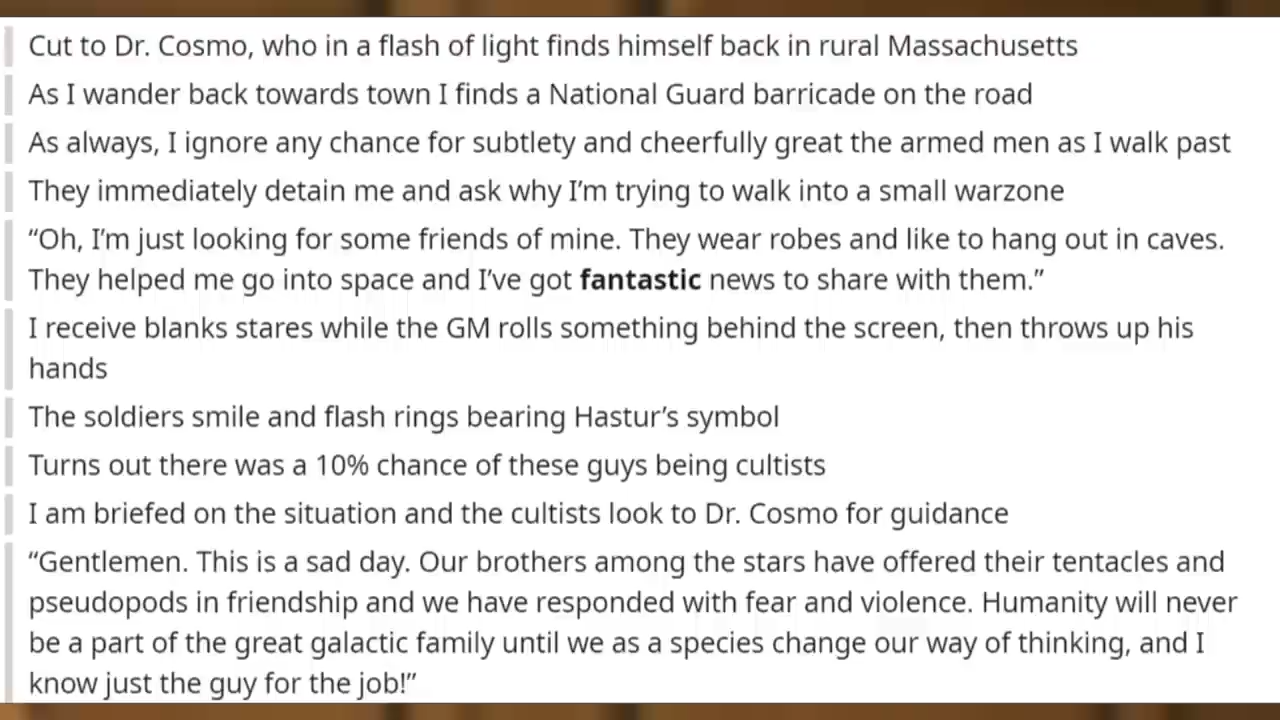 Cut to Dr. Cosmo, who in a flash of light finds himself back in rural Massachusetts
As I wander back towards town I finds a National Guard barricade on the road
As always, I ignore any chance for subtlety and cheerfully great the armed men as I walk past
They immediately detain me and ask why I’m trying to walk into a small warzone
“Oh, I’m just looking for some friends of mine. They wear robes and like to hang out in caves.
They helped me go into space and I’ve got fantastic news to share with them.”
I receive blanks stares while the GM rolls something behind the screen, then throws up his
hands
The soldiers smile and flash rings bearing Hastur’s symbol
Turns out there was a 10% chance of these guys being cultists
I am briefed on the situation and the cultists look to Dr. Cosmo for guidance
“Gentlemen. This is a sad day. Our brothers among the stars have offered their tentacles and
pseudopods in friendship and we have responded with fear and violence. Humanity will never
be a part of the great galactic family until we as a species change our way of thinking, and I
know just the guy for the job!”